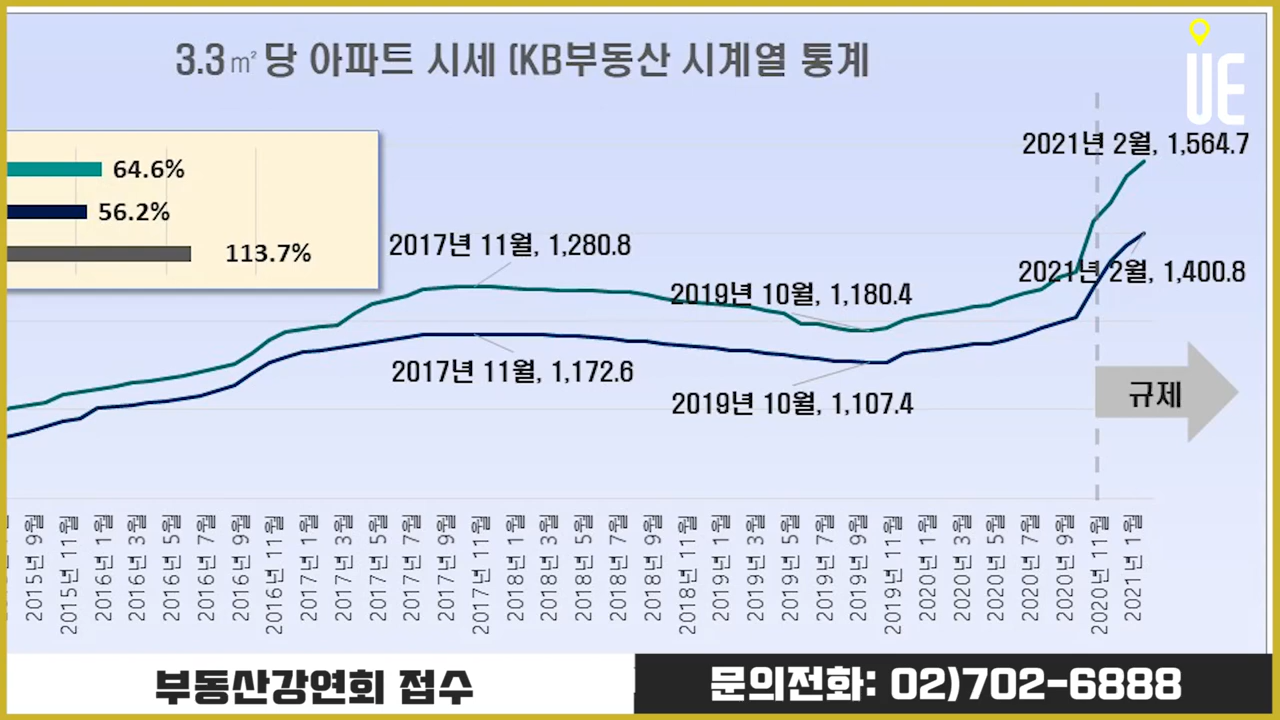 3.3㎡당 아파트 시세 (KB부동산 시계열 통계
UE
64.6%
56.2%
113.7%
2021년 2월, 1,564.7
2017년 11월, 1,280.8
2019년 10월, 1,180.4
2021년 2월, 1,400.8
2017년 11월, 1,172.6
2019년 10월, 1,107.4
규제
2015년 9월
2015년 11월
2016년 1월
2016년 3월
2016년 5월
2016년 7월
2016년 9월
2016년 11월
2017년 1월
2017년 3월
2017년 5월
2017년 7월
2017년 9월
2017년 11월
2018년 1월
2018년 3월
2018년 5월
2018년 7월
2018년 9월
2018년 11월
2019년 1월
2019년 3월
2019년 5월
2019년 7월
2019년 9월
2019년 11월
2020년 1월
2020년 3월
2020년 5월
2020년 7월
2020년 9월
2020년 11월
2021년 1월
부동산강연회 접수
문의전화: 02)702-6888